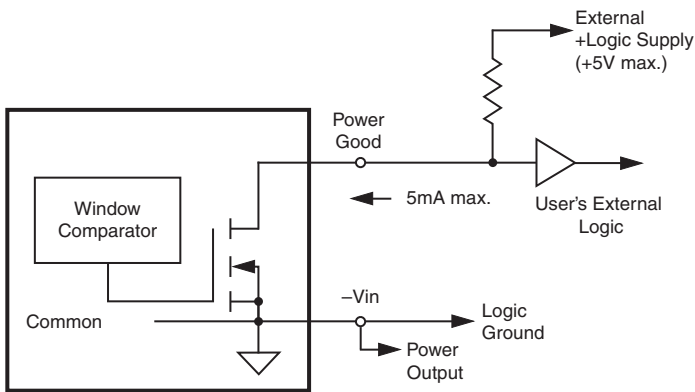 External
+Logic Supply
(+5V max.)
Power
Good
5mA max.
User's External
Logic
Window
Comparator
Common
–Vin
Logic
Ground
Power
Output